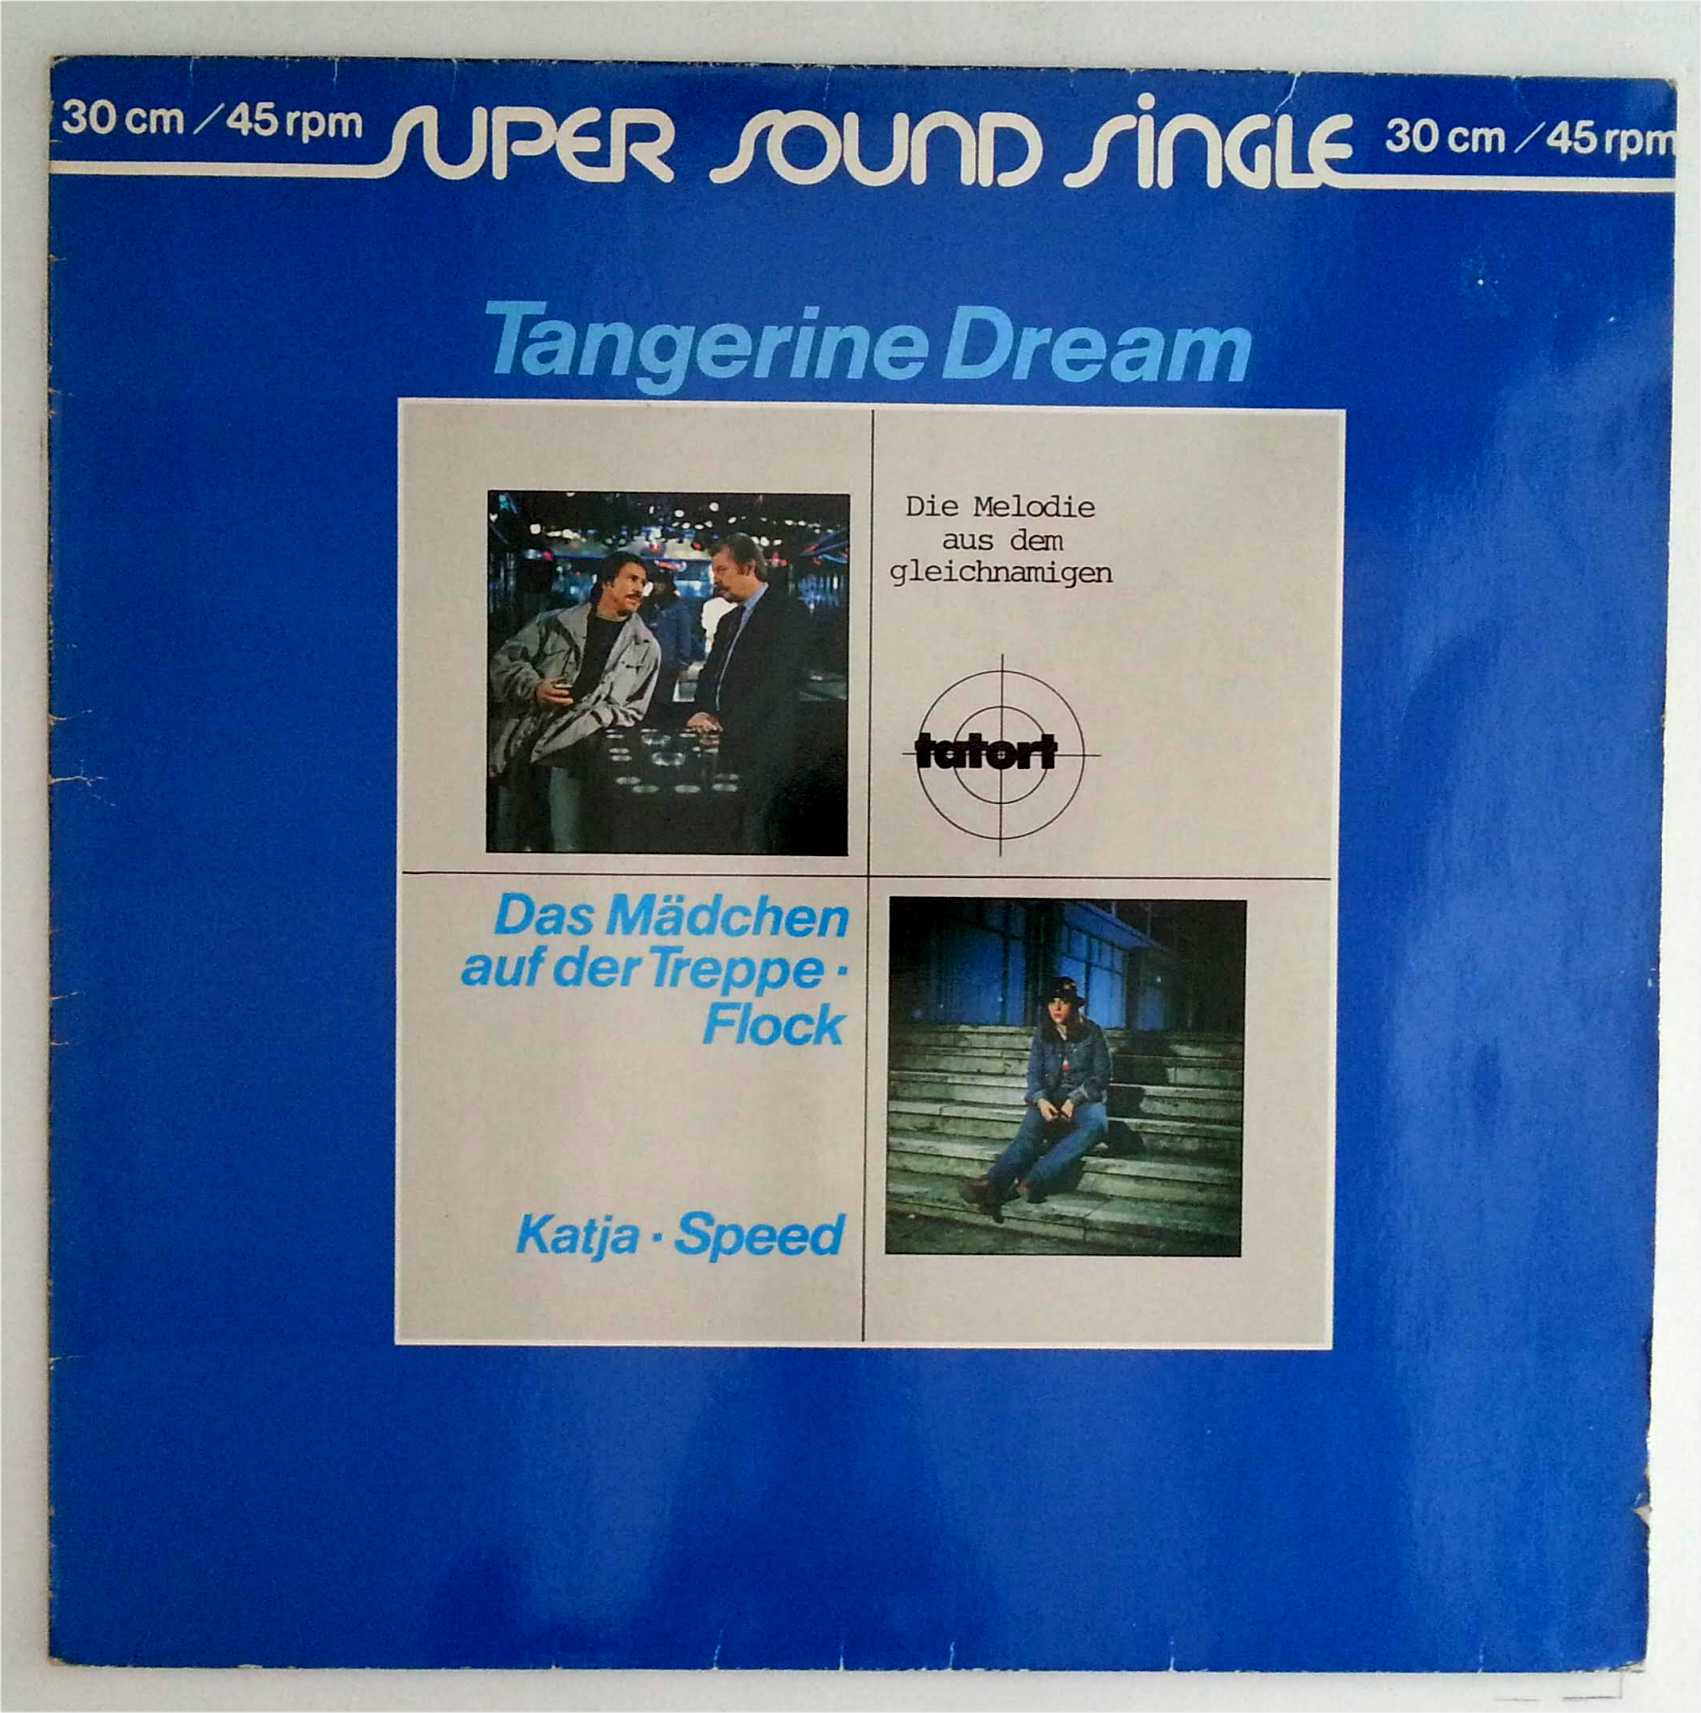 30 cm / 45 rpm SUPER SOUND SINGLE 30 cm / 45 rpm
Tangerine Dream
Die Melodie
aus dem
gleichnamigen
tatort
Das Mädchen
auf der Treppe ·
Flock
Katja · Speed